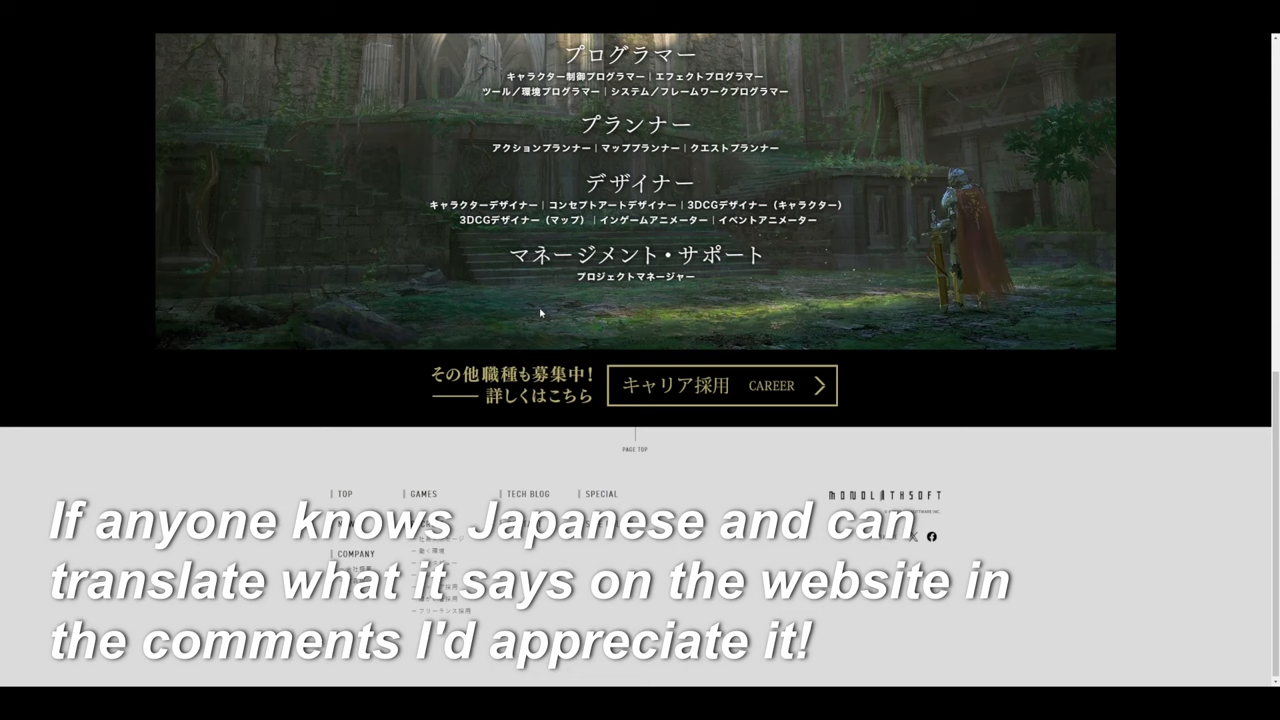 プログラマー
キャラクター制御プログラマー｜エフェクトプログラマー
ツール／環境プログラマー｜システム／フレームワークプログラマー
プランナー
アクションプランナー｜マッププランナー｜クエストプランナー
デザイナー
キャラクターデザイナー｜コンセプトアートデザイナー｜3DCGデザイナー（キャラクター）
3DCGデザイナー（マップ）｜インゲームアニメーター｜イベントアニメーター
マネージメント・サポート
プロジェクトマネージャー
その他職種も募集中！
詳しくはこちら
キャリア採用 CAREER
PAGE TOP
TOP GAMES TECH BLOG SPECIAL
MONOLITHSOFT
If anyone knows Japanese and can
働く環境
COMPANY
translate what it says on the website in
フリーランス採用
the comments I'd appreciate it!